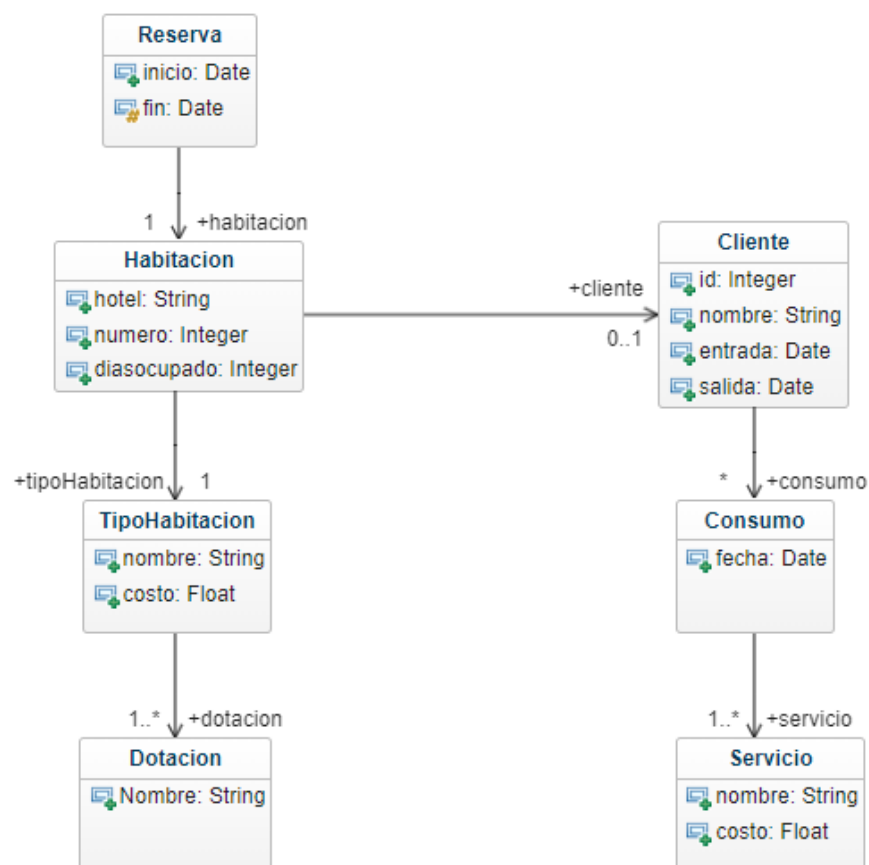 Reserva
inicio: Date
fin: Date
1 +habitacion
Habitacion
hotel: String
numero: Integer
diasocupado: Integer
+cliente
0..1
Cliente
id: Integer
nombre: String
entrada: Date
salida: Date
+tipoHabitacion 1
* +consumo
TipoHabitacion
nombre: String
costo: Float
Consumo
fecha: Date
1..* +dotacion
1..* +servicio
Dotacion
Nombre: String
Servicio
nombre: String
costo: Float